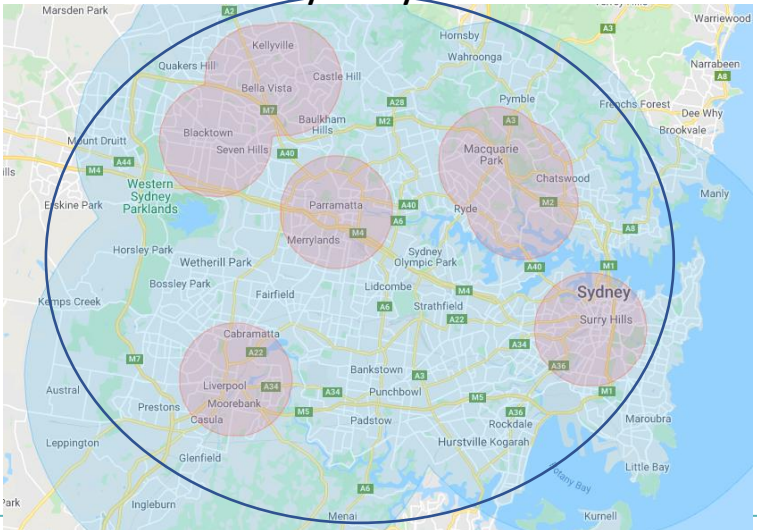 Marsden Park
A2
Hornsby
A3
Warriewood
Kellyville
Wahroonga
Quakers Hill
Castle Hill
Narrabeen
A8
Bella Vista
A28
Pymble
Frenchs Forest
M7
M2
A3
Dee Why
Baulkham
Hills
Blacktown
Brookvale
Mount Druitt
Seven Hills
A40
Macquarie
Park
A44
M4
Chatswood
Western
Sydney
Parklands
Manly
Erskine Park
Parramatta
A40
A6
Ryde
M2
A8
M4
Merrylands
Horsley Park
Wetherill Park
Sydney
Olympic Park
A40
M1
Bossley Park
Lidcombe
M4
Sydney
Fairfield
Kemps Creek
A6
Strathfield
A22
Surry Hills
Cabramatta
A22
A34
M7
A36
Bankstown
A3
Liverpool
A34
A34
Punchbowl
Austral
M5
M1
Prestons
Moorebank
M5
A36
Casula
Padstow
Rockdale
Maroubra
Leppington
Hurstville
Kogarah
Glenfield
Little Bay
Botany Bay
A6
Park
Ingleburn
Menai
Kurnell